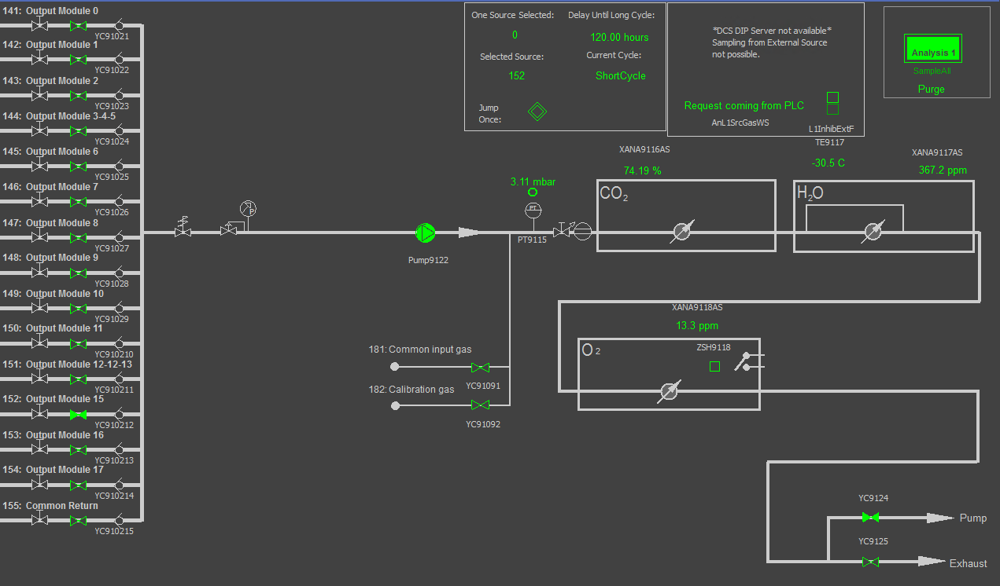 141: Output Module 0
YC91021
142: Output Module 1
YC91022
143: Output Module 2
YC91023
144: Output Module 3-4-5
YC91024
145: Output Module 6
YC91025
146: Output Module 7
YC91026
147: Output Module 8
YC91027
148: Output Module 9
YC91028
149: Output Module 10
YC91029
150: Output Module 11
YC910210
151: Output Module 12-12-13
YC910211
152: Output Module 15
YC910212
153: Output Module 16
YC910213
154: Output Module 17
YC910214
155: Common Return
YC910215
P
Pump9122
One Source Selected:
0
Selected Source:
152
Jump
Once:
Delay Until Long Cycle:
120.00 hours
Current Cycle:
ShortCycle
*DCS DIP Server not available*
Sampling from External Source
not possible.
Request coming from PLC
AnL1SrcGasWS
L1InhibExtF
Analysis 1
SampleAll
Purge
3.11 mbar
PT
PT9115
XANA9116AS
74.19 %
CO2
TE9117
-30.5 C
XANA9117AS
367.2 ppm
H2O
XANA9118AS
13.3 ppm
O2
ZSH9118
181: Common input gas
YC91091
182: Calibration gas
YC91092
YC9124
Pump
YC9125
Exhaust